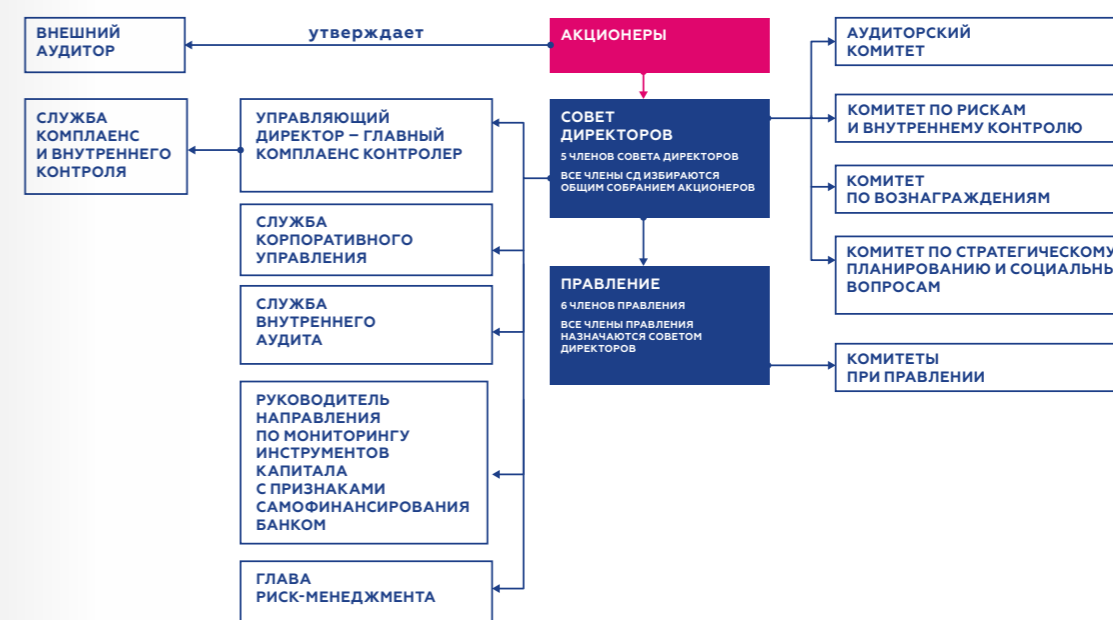 ВНЕШНИЙ
АУДИТОР
утверждает
АКЦИОНЕРЫ
АУДИТОРСКИЙ
КОМИТЕТ
СЛУЖБА
КОМПЛАЕНС
И ВНУТРЕННЕГО
КОНТРОЛЯ
УПРАВЛЯЮЩИЙ
ДИРЕКТОР – ГЛАВНЫЙ
КОМПЛАЕНС КОНТРОЛЕР
СОВЕТ
ДИРЕКТОРОВ
5 ЧЛЕНОВ СОВЕТА ДИРЕКТОРОВ
ВСЕ ЧЛЕНЫ СД ИЗБИРАЮТСЯ
ОБЩИМ СОБРАНИЕМ АКЦИОНЕРОВ
КОМИТЕТ ПО РИСКАМ
И ВНУТРЕННЕМУ КОНТРОЛЮ
КОМИТЕТ
ПО ВОЗНАГРАЖДЕНИЯМ
СЛУЖБА
КОРПОРАТИВНОГО
УПРАВЛЕНИЯ
КОМИТЕТ ПО СТРАТЕГИЧЕСКОМУ
ПЛАНИРОВАНИЮ И СОЦИАЛЬНЫ
ВОПРОСАМ
СЛУЖБА
ВНУТРЕННЕГО
АУДИТА
ПРАВЛЕНИЕ
6 ЧЛЕНОВ ПРАВЛЕНИЯ
ВСЕ ЧЛЕНЫ ПРАВЛЕНИЯ
НАЗНАЧАЮТСЯ СОВЕТОМ
ДИРЕКТОРОВ
КОМИТЕТЫ
ПРИ ПРАВЛЕНИИ
РУКОВОДИТЕЛЬ
НАПРАВЛЕНИЯ
ПО МОНИТОРИНГУ
ИНСТРУМЕНТОВ
КАПИТАЛА
С ПРИЗНАКАМИ
САМОФИНАНСИРОВАНИЯ
БАНКОМ
ГЛАВА
РИСК-МЕНЕДЖМЕНТА